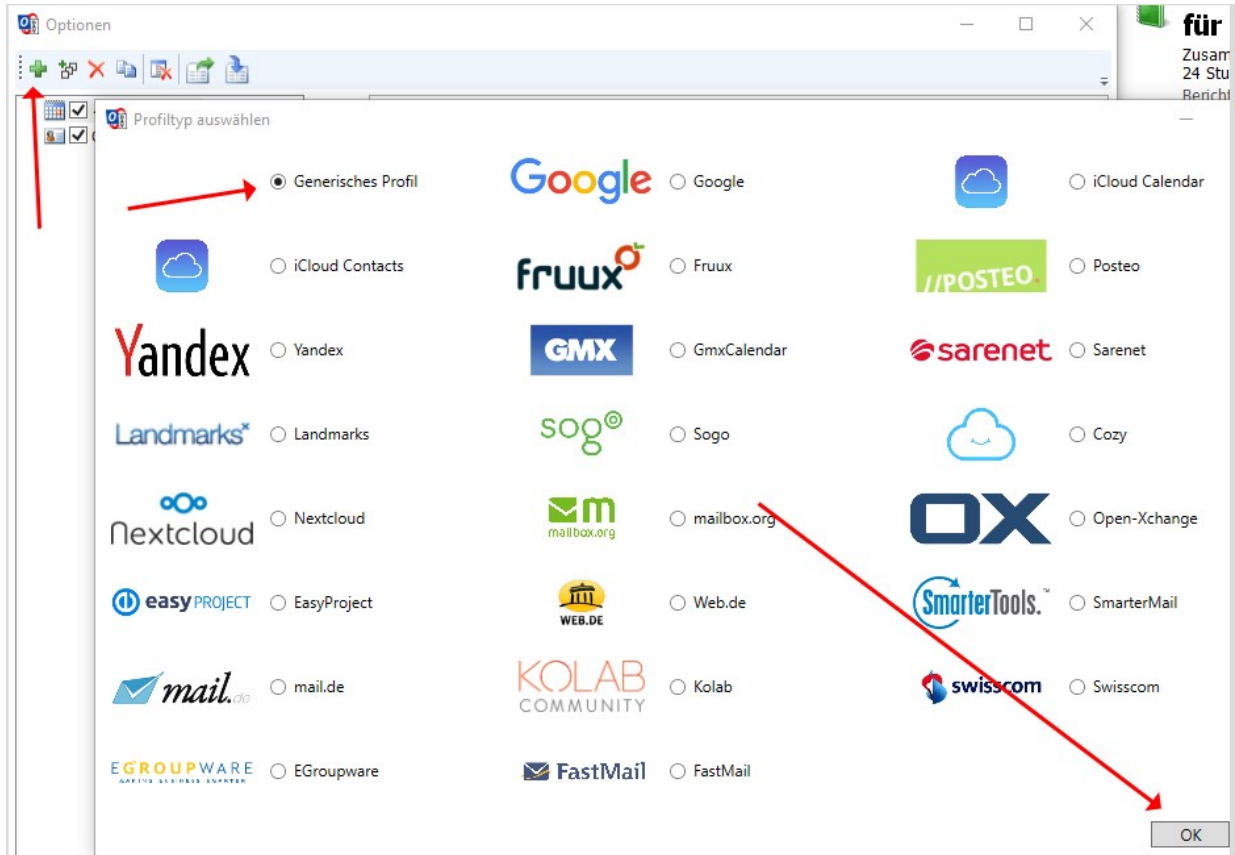 Optionen
für
Zusam
24 Stu
Bericht
Profiltyp auswählen
Generisches Profil
Google
Google
iCloud Calendar
iCloud Contacts
fruux
Fruux
//POSTEO.
Posteo
Yandex
Yandex
GMX
GmxCalendar
sarenet
Sarenet
Landmarks
Landmarks
sogo
Sogo
Cozy
Nextcloud
Nextcloud
mailbox.org
mailbox.org
OX
Open-Xchange
easy PROJECT
EasyProject
WEB.DE
Web.de
SmarterTools.™
SmarterMail
mail.de
mail.de
KOLAB
COMMUNITY
Kolab
swisscom
Swisscom
EGROUPWARE
EGroupware
FastMail
FastMail
OK